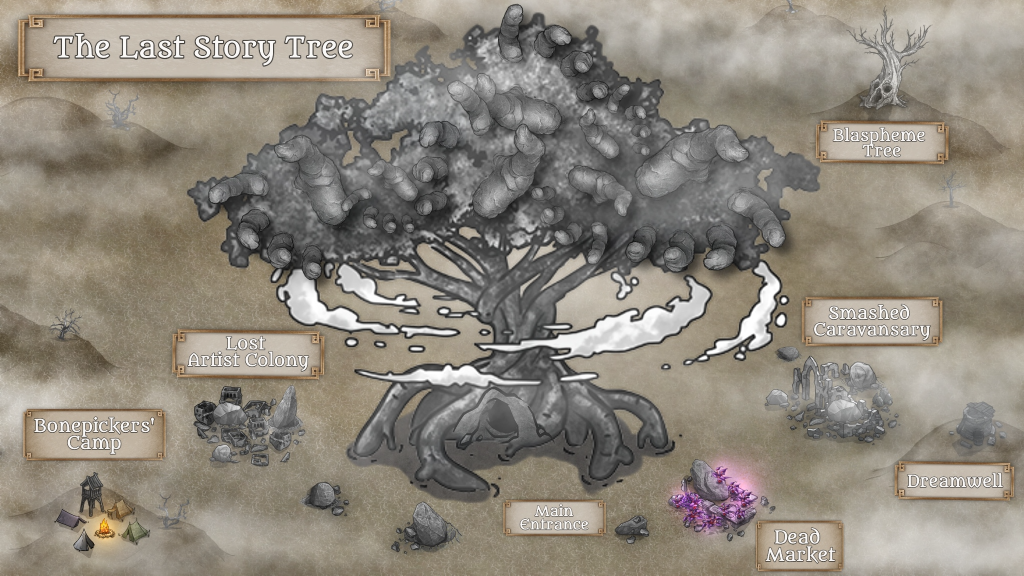 The Last Story Tree
Blaspheme
Tree
Smashed
Caravansary
Lost
Artist Colony
Bonepickers'
Camp
Dreamwell
Main
Entrance
Dead
Market